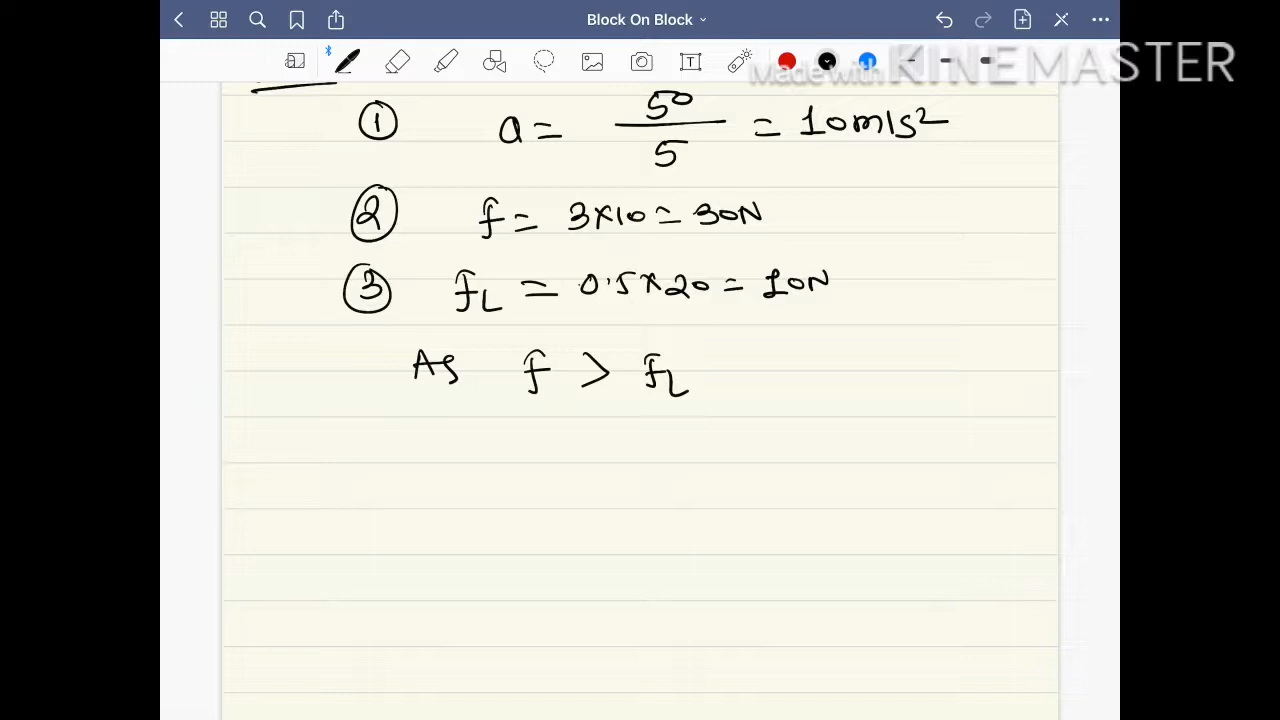 Block On Block
Made with KINEMASTER
① a = 50/5 = 10m/s²
② f = 3×10 = 30N
③ fL = 0.5×20 = 10N
As f > fL